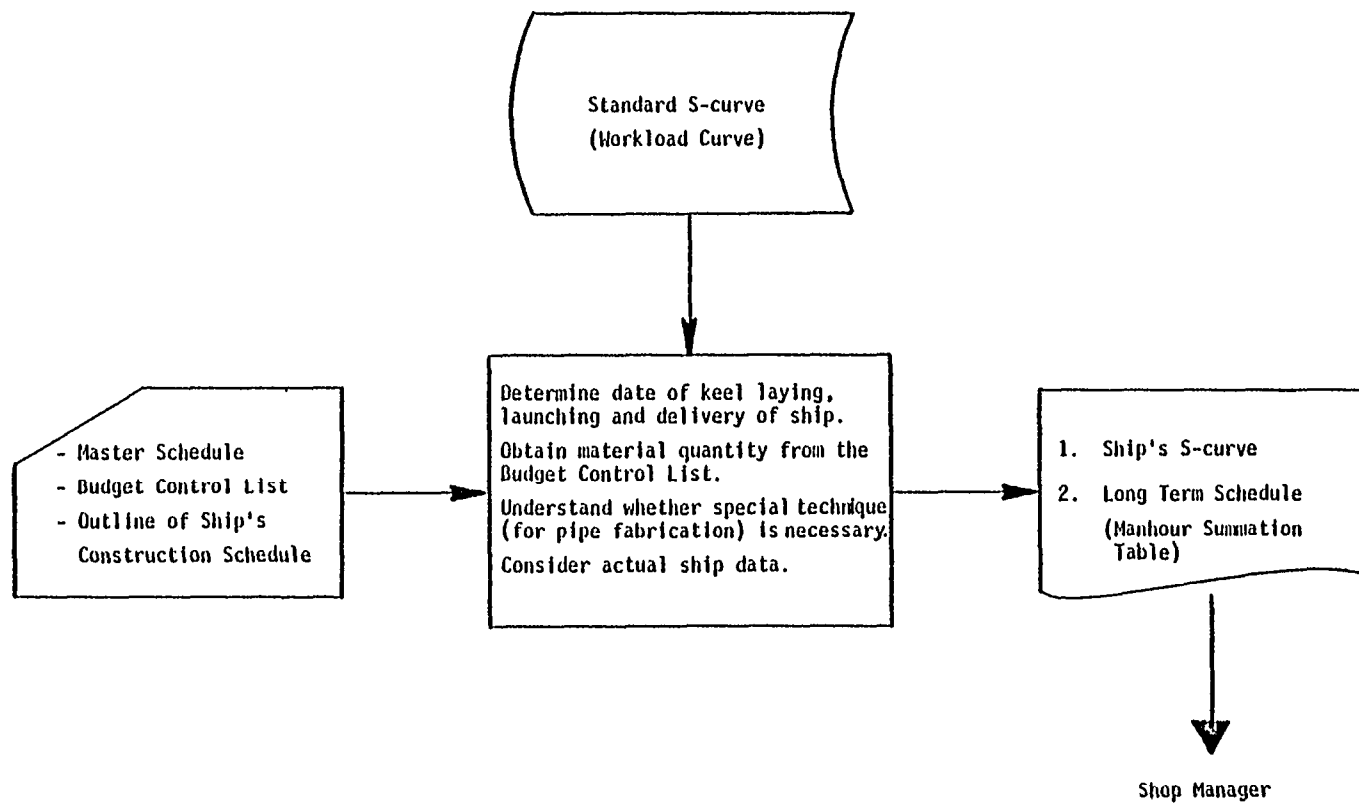 Standard S-curve
(Workload Curve)
- Master Schedule
- Budget Control List
- Outline of Ship's
Construction Schedule
Determine date of keel laying,
launching and delivery of ship.
Obtain material quantity from the
Budget Control List.
Understand whether special technique
(for pipe fabrication) is necessary.
Consider actual ship data.
1. Ship's S-curve
2. Long Term Schedule
(Manhour Summation
Table)
Shop Manager